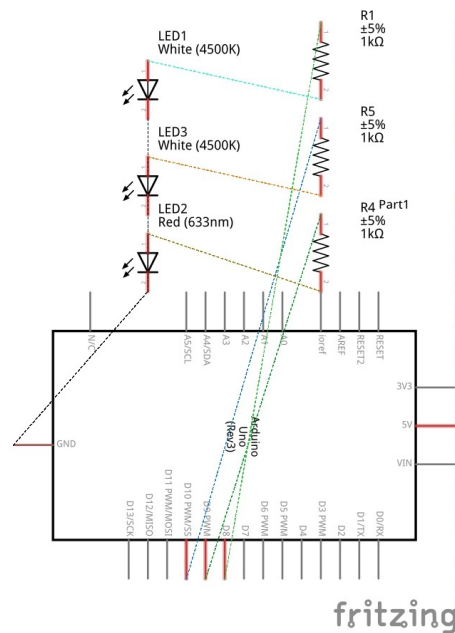 R1
±5%
1kΩ
LED1
White (4500K)
R5
±5%
1kΩ
LED3
White (4500K)
R4 Part1
±5%
1kΩ
LED2
Red (633nm)
N/C
A5/SCL
A4/SDA
A3
A2
A1
A0
ioref
AREF
RESET2
RESET
3V3
5V
VIN
GND
Arduino
Uno
(Rev3)
D13/SCK
D12/MISO
D11 PWM/MOSI
D10 PWM/SS
D9 PWM
D8
D7
D6 PWM
D5 PWM
D4
D3 PWM
D2
D1/TX
D0/RX
fritzing